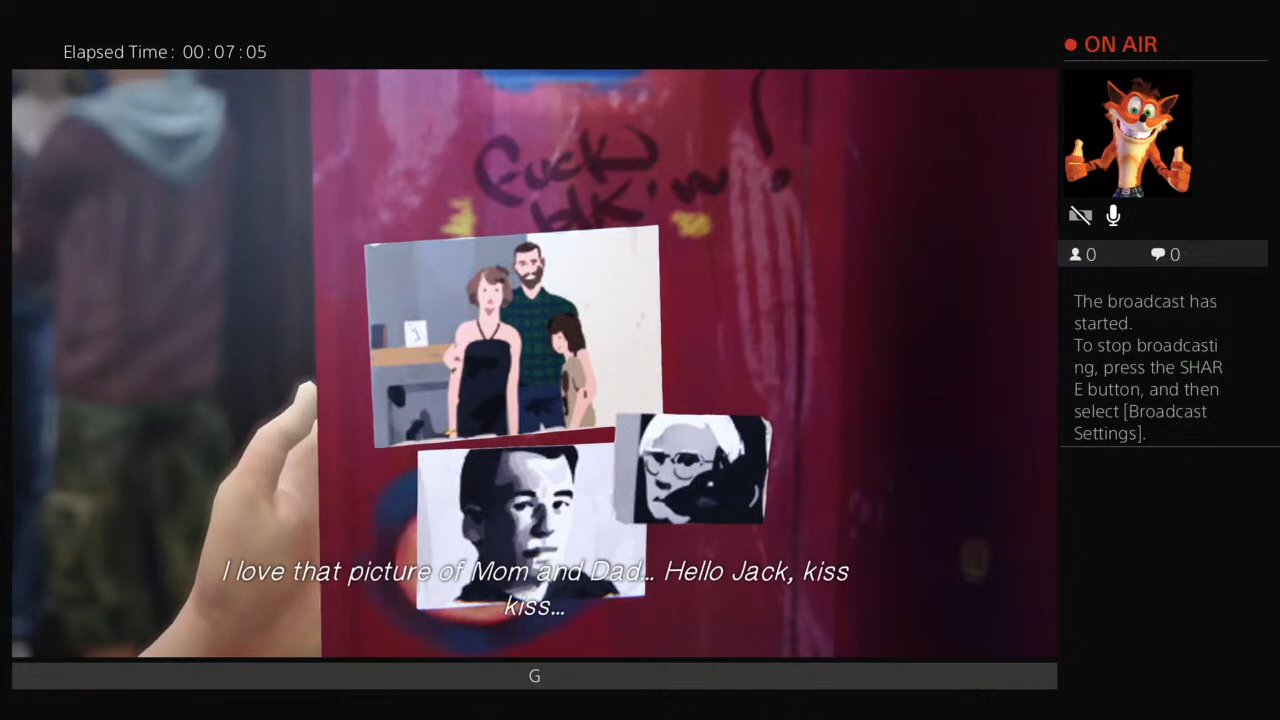 Elapsed Time: 00:07:05
ON AIR
Fuck
0
0
The broadcast has
started.
To stop broadcasti
ng, press the SHAR
E button, and then
select [Broadcast
Settings].
I love that picture of Mom and Dad... Hello Jack, kiss
kiss...
G